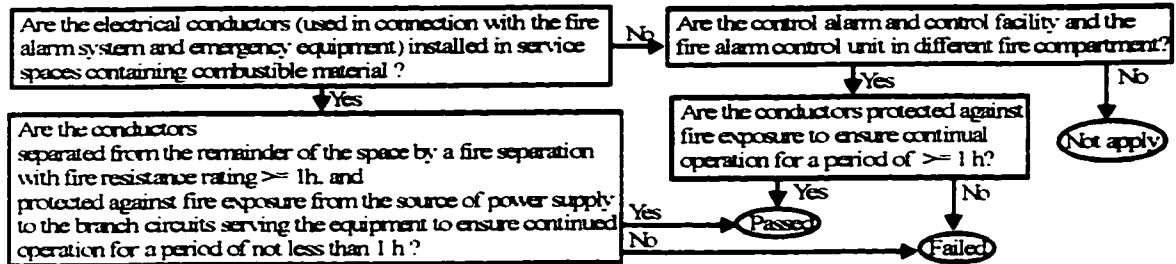 Are the electrical conductors (used in connection with the fire
alarm system and emergency equipment) installed in service
spaces containing combustible material ?
No
Are the control alarm and control facility and the
fire alarm control unit in different fire compartment?
Yes
Yes
No
Are the conductors
separated from the remainder of the space by a fire separation
with fire resistance rating >= 1h. and
protected against fire exposure from the source of power supply
to the branch circuits serving the equipment to ensure continued
operation for a period of not less than 1 h ?
Are the conductors protected against
fire exposure to ensure continual
operation for a period of >= 1 h?
Not apply
Yes
No
Yes
Passed
No
Failed